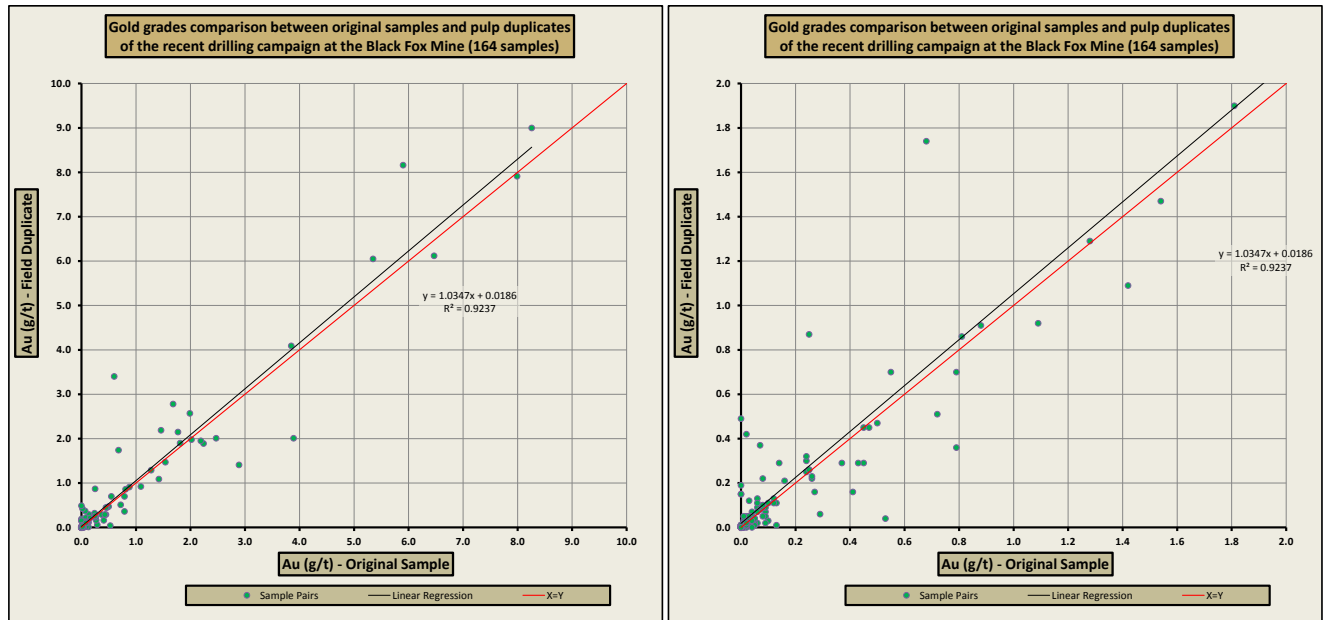 Gold grades comparison between original samples and pulp duplicates
of the recent drilling campaign at the Black Fox Mine (164 samples)
10.0
9.0
8.0
7.0
6.0
5.0
4.0
3.0
2.0
1.0
0.0
Au (g/t) - Field Duplicate
y = 1.0347x + 0.0186
R² = 0.9237
0.0 1.0 2.0 3.0 4.0 5.0 6.0 7.0 8.0 9.0 10.0
Au (g/t) - Original Sample
Sample Pairs Linear Regression X=Y
Gold grades comparison between original samples and pulp duplicates
of the recent drilling campaign at the Black Fox Mine (164 samples)
2.0
1.8
1.6
1.4
1.2
1.0
0.8
0.6
0.4
0.2
0.0
Au (g/t) - Field Duplicate
y = 1.0347x + 0.0186
R² = 0.9237
0.0 0.2 0.4 0.6 0.8 1.0 1.2 1.4 1.6 1.8 2.0
Au (g/t) - Original Sample
Sample Pairs Linear Regression X=Y